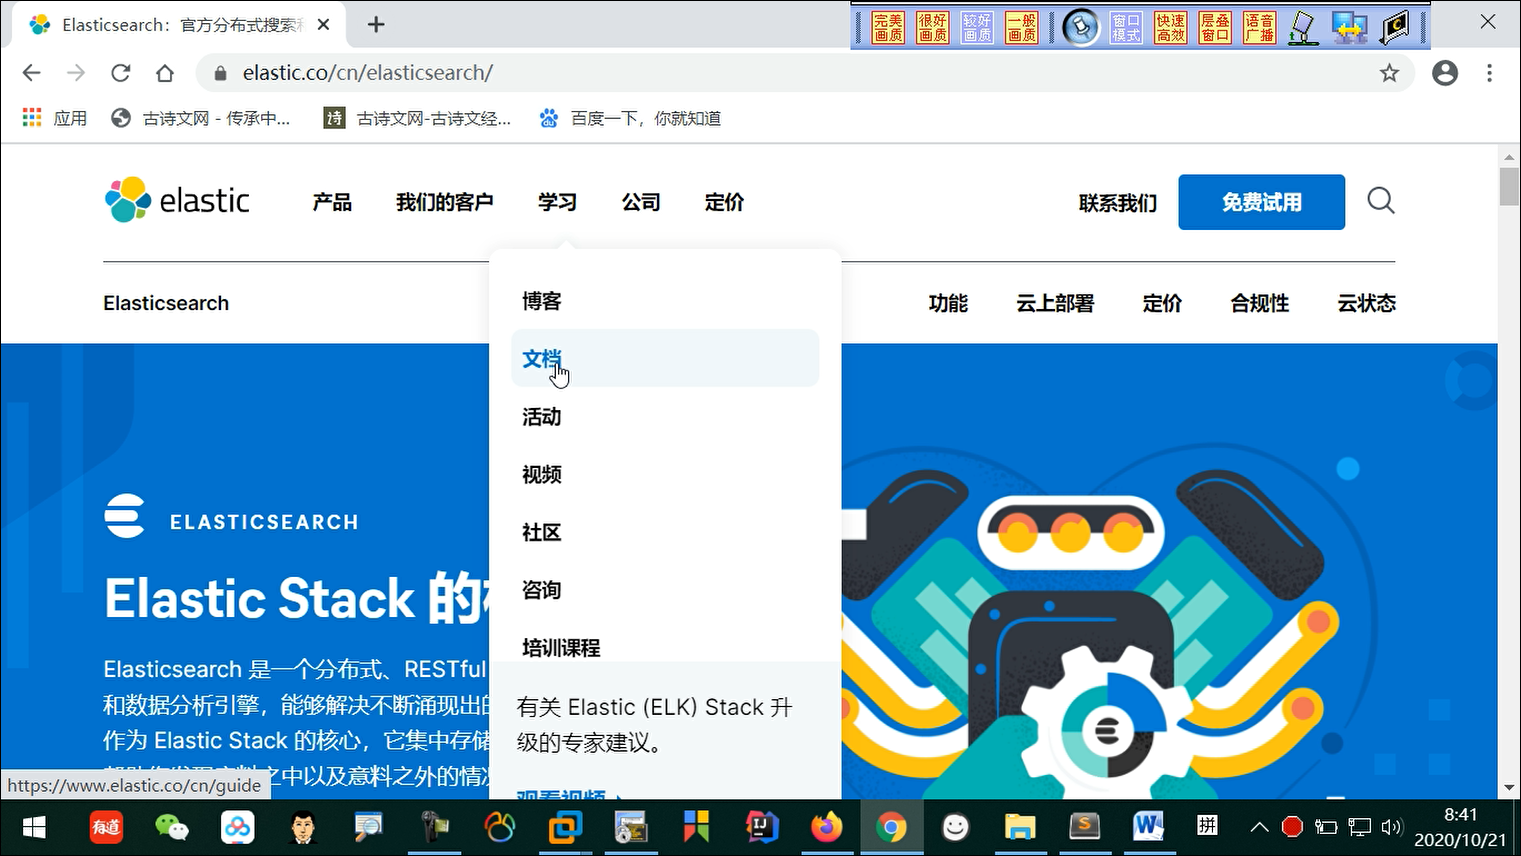 Elasticsearch：官方分布式搜索
完美画质 很好画质 较好画质 一般画质 窗口模式 快速高效 层叠窗口 语音广播
elastic.co/cn/elasticsearch/
应用 古诗文网 - 传承中... 诗 古诗文网-古诗文经... 百度一下，你就知道
elastic 产品 我们的客户 学习 公司 定价 联系我们 免费试用
Elasticsearch 功能 云上部署 定价 合规性 云状态
博客
文档
活动
视频
社区
咨询
培训课程
有关 Elastic (ELK) Stack 升
级的专家建议。
观看视频
ELASTICSEARCH
Elastic Stack 的
Elasticsearch 是一个分布式、RESTful
和数据分析引擎，能够解决不断涌现出的
作为 Elastic Stack 的核心，它集中存储
之中以及意料之外的情况
https://www.elastic.co/cn/guide
有道 IJ S W 拼 8:41
2020/10/21